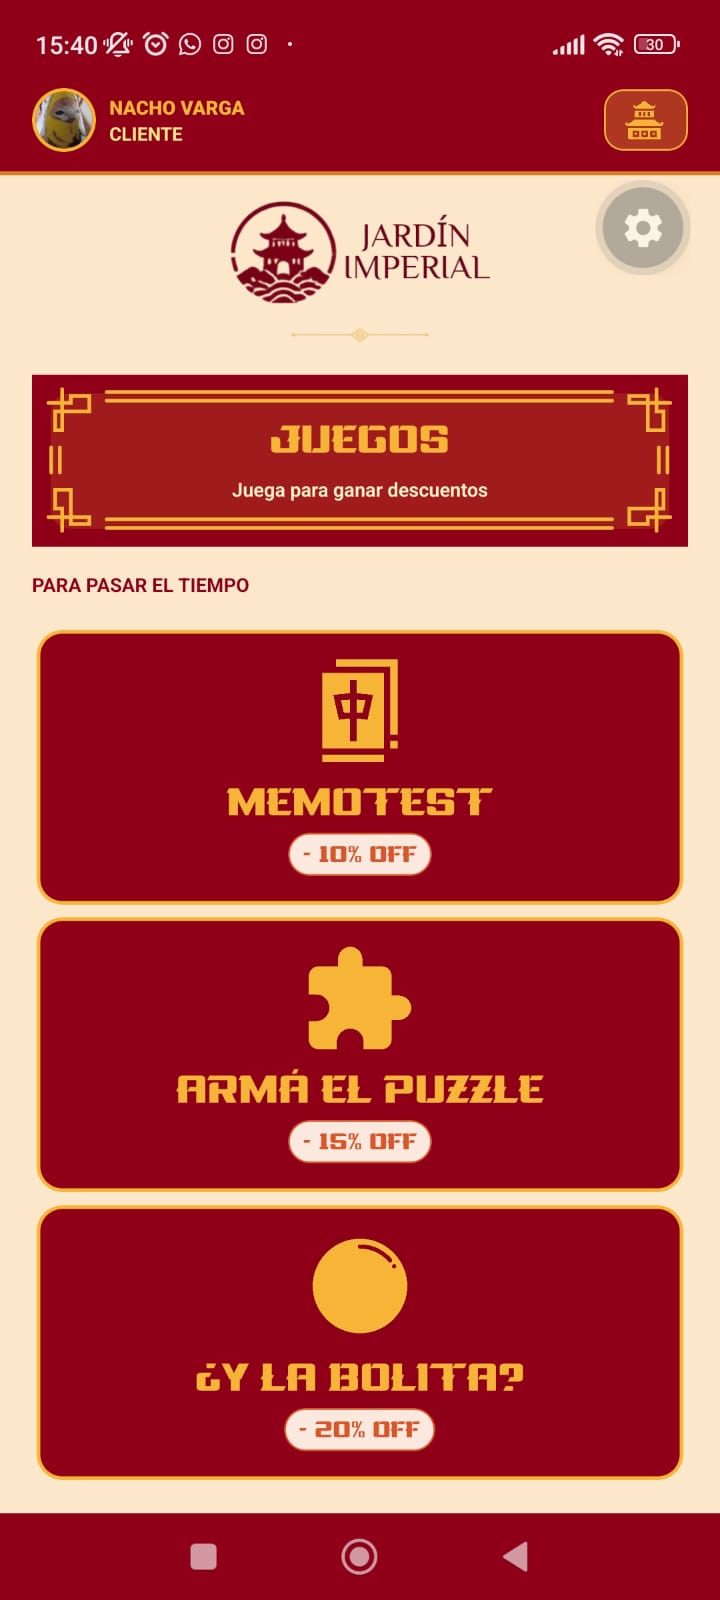 15:40
30
NACHO VARGA
CLIENTE
JARDÍN
IMPERIAL
JUEGOS
Juega para ganar descuentos
PARA PASAR EL TIEMPO
中
MEMOTEST
- 10% OFF
ARMÁ EL PUZZLE
- 15% OFF
¿Y LA BOLITA?
- 20% OFF